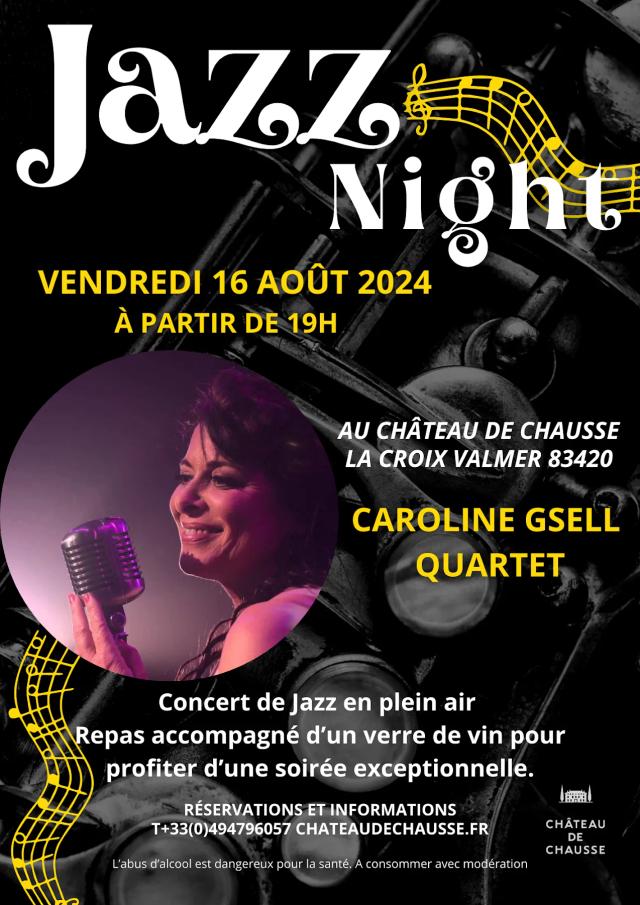 Jazz
Night
VENDREDI 16 AOÛT 2024
À PARTIR DE 19H
AU CHÂTEAU DE CHAUSSE
LA CROIX VALMER 83420
CAROLINE GSELL
QUARTET
Concert de Jazz en plein air
Repas accompagné d’un verre de vin pour
profiter d’une soirée exceptionnelle.
RÉSERVATIONS ET INFORMATIONS
T+33(0)494796057 CHATEAUDECHAUSSE.FR
CHÂTEAU
DE
CHAUSSE
L’abus d’alcool est dangereux pour la santé. A consommer avec modération